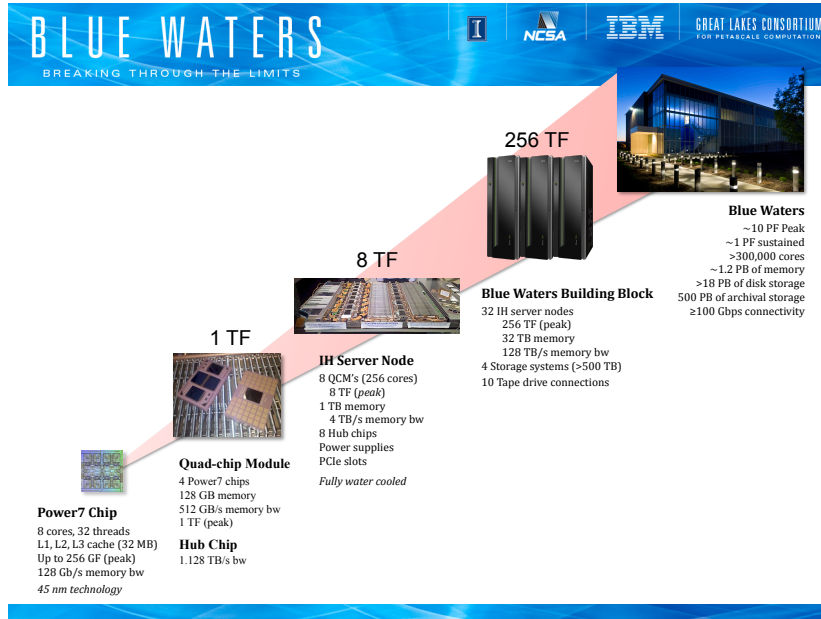 BLUE WATERS
BREAKING THROUGH THE LIMITS
I
NCSA
IBM
GREAT LAKES CONSORTIUM
FOR PETASCALE COMPUTATION
256 TF
8 TF
1 TF
Power7 Chip
8 cores, 32 threads
L1, L2, L3 cache (32 MB)
Up to 256 GF (peak)
128 Gb/s memory bw
45 nm technology
Quad-chip Module
4 Power7 chips
128 GB memory
512 GB/s memory bw
1 TF (peak)
Hub Chip
1.128 TB/s bw
IH Server Node
8 QCM's (256 cores)
8 TF (peak)
1 TB memory
4 TB/s memory bw
8 Hub chips
Power supplies
PCIe slots
Fully water cooled
Blue Waters Building Block
32 IH server nodes
256 TF (peak)
32 TB memory
128 TB/s memory bw
4 Storage systems (>500 TB)
10 Tape drive connections
Blue Waters
~10 PF Peak
~1 PF sustained
>300,000 cores
~1.2 PB of memory
>18 PB of disk storage
500 PB of archival storage
≥100 Gbps connectivity